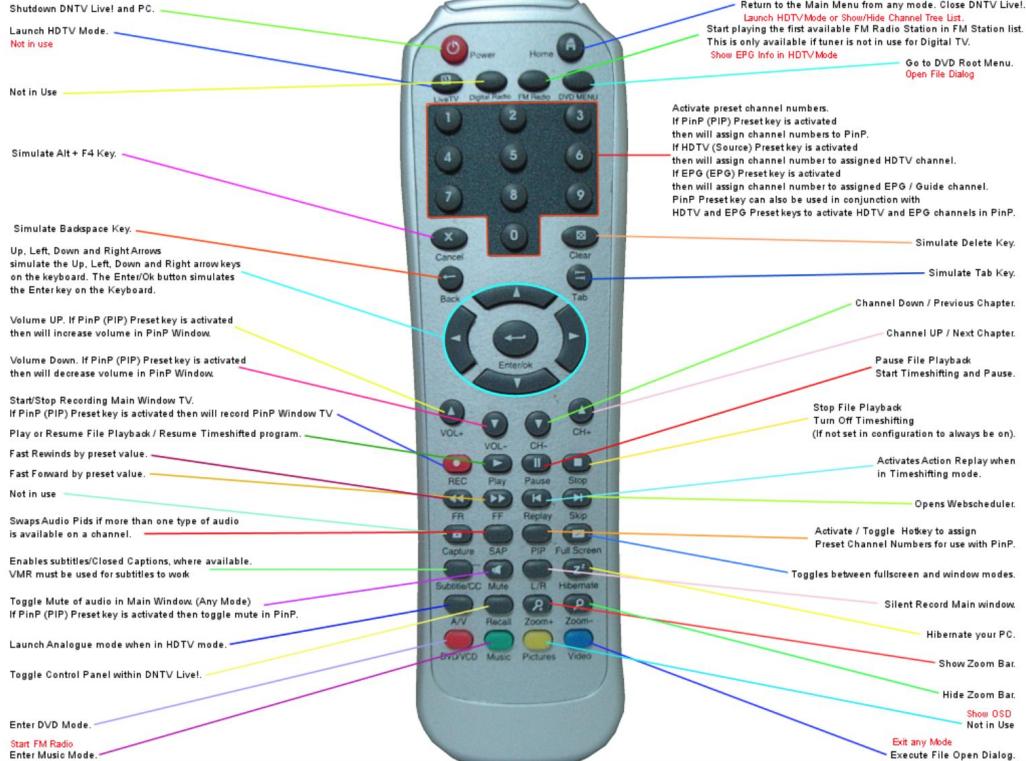 Shutdown DNTV Live! and PC.
Launch HDTV Mode.
Not in use
Not in Use
Simulate Alt + F4 Key.
Simulate Backspace Key.
Up, Left, Down and Right Arrows
simulate the Up, Left, Down and Right arrow keys
on the keyboard. The Enter/Ok button simulates
the Enter key on the Keyboard.
Volume UP. If PinP (PIP) Preset key is activated
then will increase volume in PinP Window.
Volume Down. If PinP (PIP) Preset key is activated
then will decrease volume in PinP Window.
Start/Stop Recording Main Window TV.
If PinP (PIP) Preset key is activated then will record PinP Window TV
Play or Resume File Playback / Resume Timeshifted program.
Fast Rewinds by preset value.
Fast Forward by preset value.
Not in use
Swaps Audio Pids if more than one type of audio
is available on a channel.
Enables subtitles/Closed Captions, where available.
VMR must be used for subtitles to work
Toggle Mute of audio in Main Window. (Any Mode)
If PinP (PIP) Preset key is activated then toggle mute in PinP.
Launch Analogue mode when in HDTV mode.
Toggle Control Panel within DNTV Live!.
Enter DVD Mode.
Start FM Radio
Enter Music Mode.
Power
Home
LiveTV
Digital Radio
FM Radio
DVD MENU
1
2
3
4
5
6
7
8
9
0
Cancel
Clear
Back
Tab
Enter/ok
VOL+
VOL-
CH-
CH+
REC
Play
Pause
Stop
FR
FF
Replay
Skip
Capture
SAP
PIP
Full Screen
Subtitle/CC
Mute
L/R
Hibernate
A/V
Recall
Zoom+
Zoom-
DVD/VCD
Music
Pictures
Video
Return to the Main Menu from any mode. Close DNTV Live!.
Launch HDTV Mode or Show/Hide Channel Tree List.
Start playing the first available FM Radio Station in FM Station list.
This is only available if tuner is not in use for Digital TV.
Show EPG Info in HDTV Mode
Go to DVD Root Menu.
Open File Dialog
Activate preset channel numbers.
If PinP (PIP) Preset key is activated
then will assign channel numbers to PinP.
If HDTV (Source) Preset key is activated
then will assign channel number to assigned HDTV channel.
If EPG (EPG) Preset key is activated
then will assign channel number to assigned EPG / Guide channel.
PinP Preset key can also be used in conjunction with
HDTV and EPG Preset keys to activate HDTV and EPG channels in PinP.
Simulate Delete Key.
Simulate Tab Key.
Channel Down / Previous Chapter.
Channel UP / Next Chapter.
Pause File Playback
Start Timeshifting and Pause.
Stop File Playback
Turn Off Timeshifting
(If not set in configuration to always be on).
Activates Action Replay when
in Timeshifting mode.
Opens Webscheduler.
Activate / Toggle Hotkey to assign
Preset Channel Numbers for use with PinP.
Toggles between fullscreen and window modes.
Silent Record Main window.
Hibernate your PC.
Show Zoom Bar.
Hide Zoom Bar.
Show OSD
Not in Use
Exit any Mode
Execute File Open Dialog.